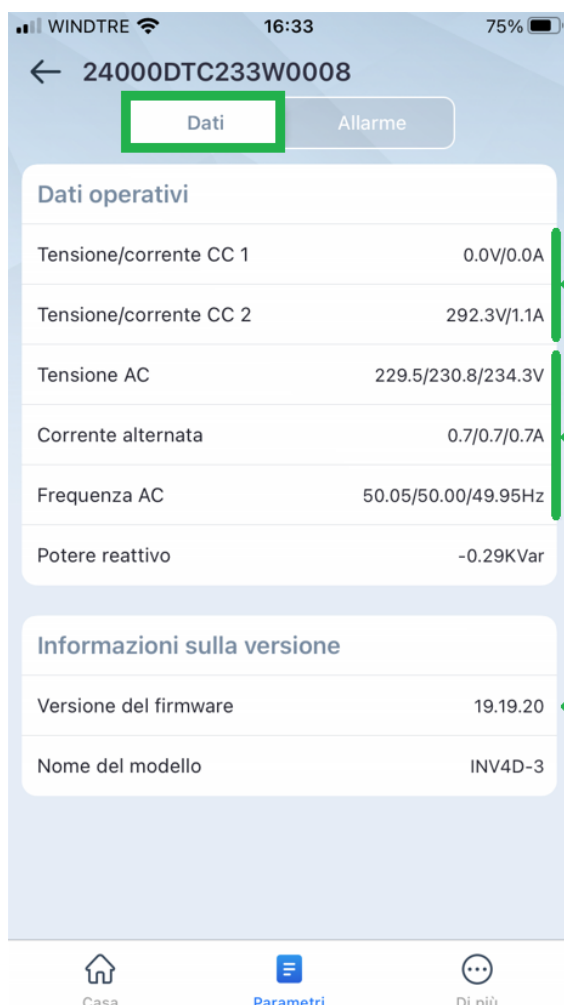 WINDTRE 16:33 75%
24000DTC233W0008
Dati Allarme
Dati operativi
Tensione/corrente CC 1 0.0V/0.0A
Tensione/corrente CC 2 292.3V/1.1A
Tensione AC 229.5/230.8/234.3V
Corrente alternata 0.7/0.7/0.7A
Frequenza AC 50.05/50.00/49.95Hz
Potere reattivo -0.29KVar
Informazioni sulla versione
Versione del firmware 19.19.20
Nome del modello INV4D-3
Casa Parametri Di più